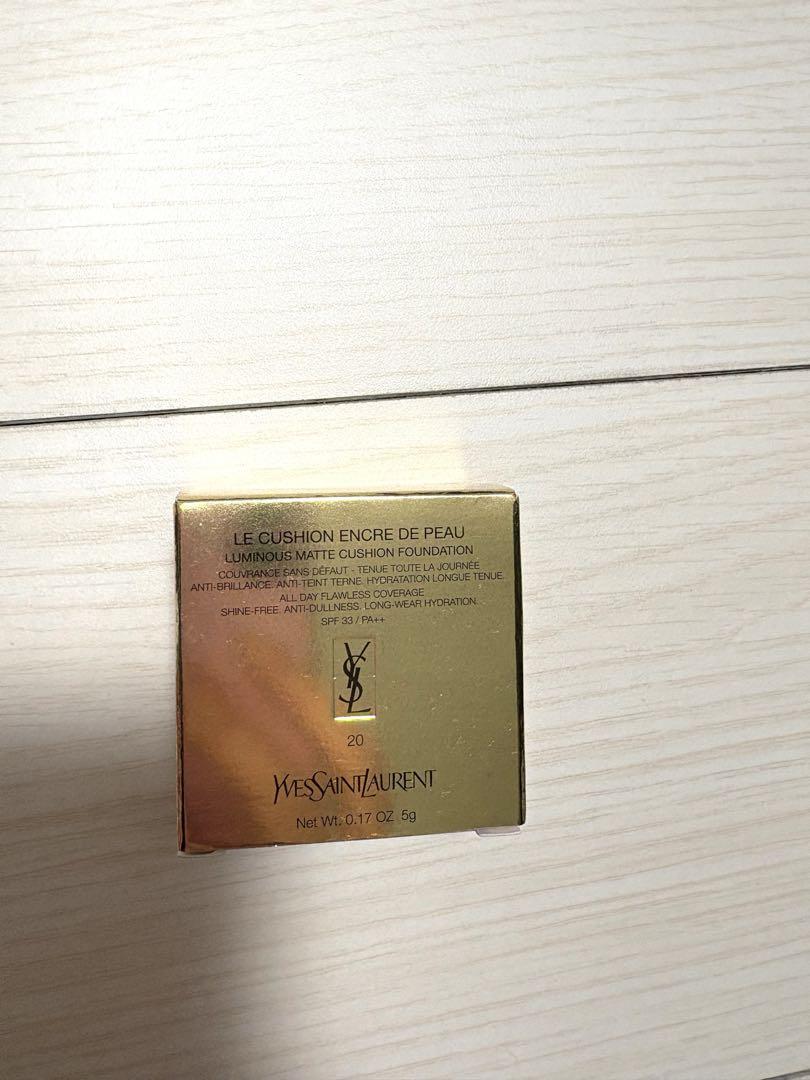 LE CUSHION ENCRE DE PEAU
LUMINOUS MATTE CUSHION FOUNDATION
COUVRANCE SANS DÉFAUT - TENUE TOUTE LA JOURNÉE
ANTI-BRILLANCE. ANTI-TEINT TERNE. HYDRATATION LONGUE TENUE.
ALL DAY FLAWLESS COVERAGE
SHINE-FREE. ANTI-DULLNESS. LONG-WEAR HYDRATION.
SPF 33 / PA++
YSL
20
YVESSAINTLAURENT
Net Wt. 0.17 OZ 5g